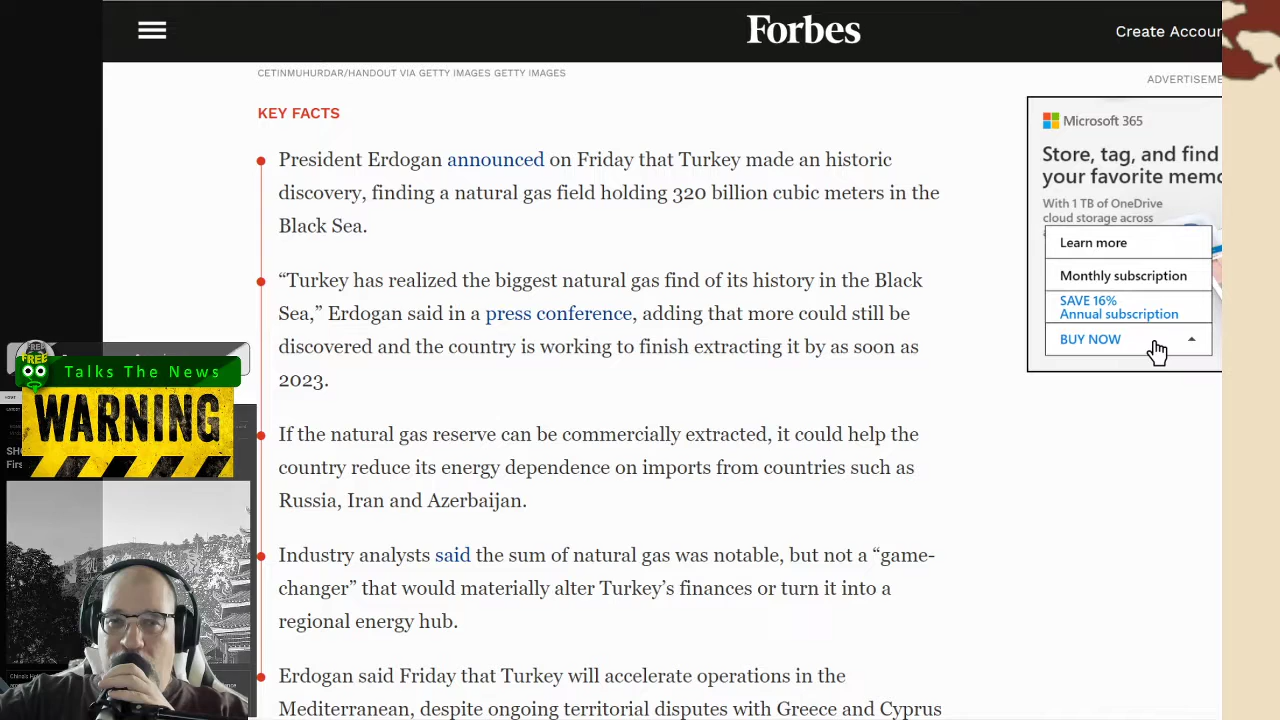 Forbes
Create Accoun
CETINMUHURDAR/HANDOUT VIA GETTY IMAGES GETTY IMAGES
ADVERTISEME
KEY FACTS
President Erdogan announced on Friday that Turkey made an historic
discovery, finding a natural gas field holding 320 billion cubic meters in the
Black Sea.
“Turkey has realized the biggest natural gas find of its history in the Black
Sea,” Erdogan said in a press conference, adding that more could still be
discovered and the country is working to finish extracting it by as soon as
2023.
If the natural gas reserve can be commercially extracted, it could help the
country reduce its energy dependence on imports from countries such as
Russia, Iran and Azerbaijan.
Industry analysts said the sum of natural gas was notable, but not a “game-
changer” that would materially alter Turkey’s finances or turn it into a
regional energy hub.
Erdogan said Friday that Turkey will accelerate operations in the
Mediterranean, despite ongoing territorial disputes with Greece and Cyprus
Microsoft 365
Store, tag, and find
your favorite memo
With 1 TB of OneDrive
cloud storage across
Learn more
Monthly subscription
SAVE 16%
Annual subscription
BUY NOW
FREE
Talks The News
WARNING